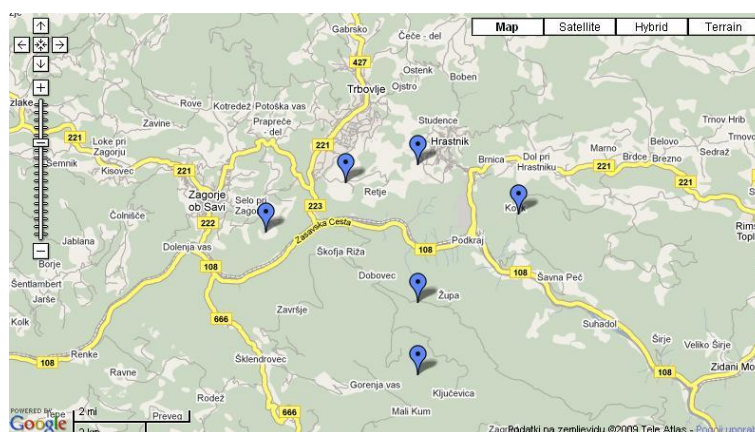 Gabrsko
Čeče - del
Map
Satellite
Hybrid
Terrain
427
Ostenk
Boben
Trbovlje
Ojstro
Rove
Kotredež
Potoška vas
Zavine
Prapreče - del
221
Studence
Hrastnik
221
Loke pri Zagorju
Semnik
Kisovec
221
Brnica
Dol pri Hrastniku
Marno
Belovo
Trnov Hrib
Brdce
Brezno
Sedraž
221
221
Zagorje ob Savi
Selo pri
Retje
223
222
Čolnišče
Zasavska Cesta
108
Podkraj
Jablana
Dolenja vas
Škofja Riža
Borje
108
Dobovec
108
Šavna Peč
Šentlambert
Jarše
Župa
Kolk
666
Završje
Suhadol
Širje
Veliko Širje
108
Renke
108
Šklendrovec
Zidani Mo
Ravne
Gorenja vas
Ključevica
Rodež
666
Mali Kum
POWERED BY
Google
2 mi
Preveg
Podatki na zemljevidu ©2009 Tele Atlas - Pogoji uporab